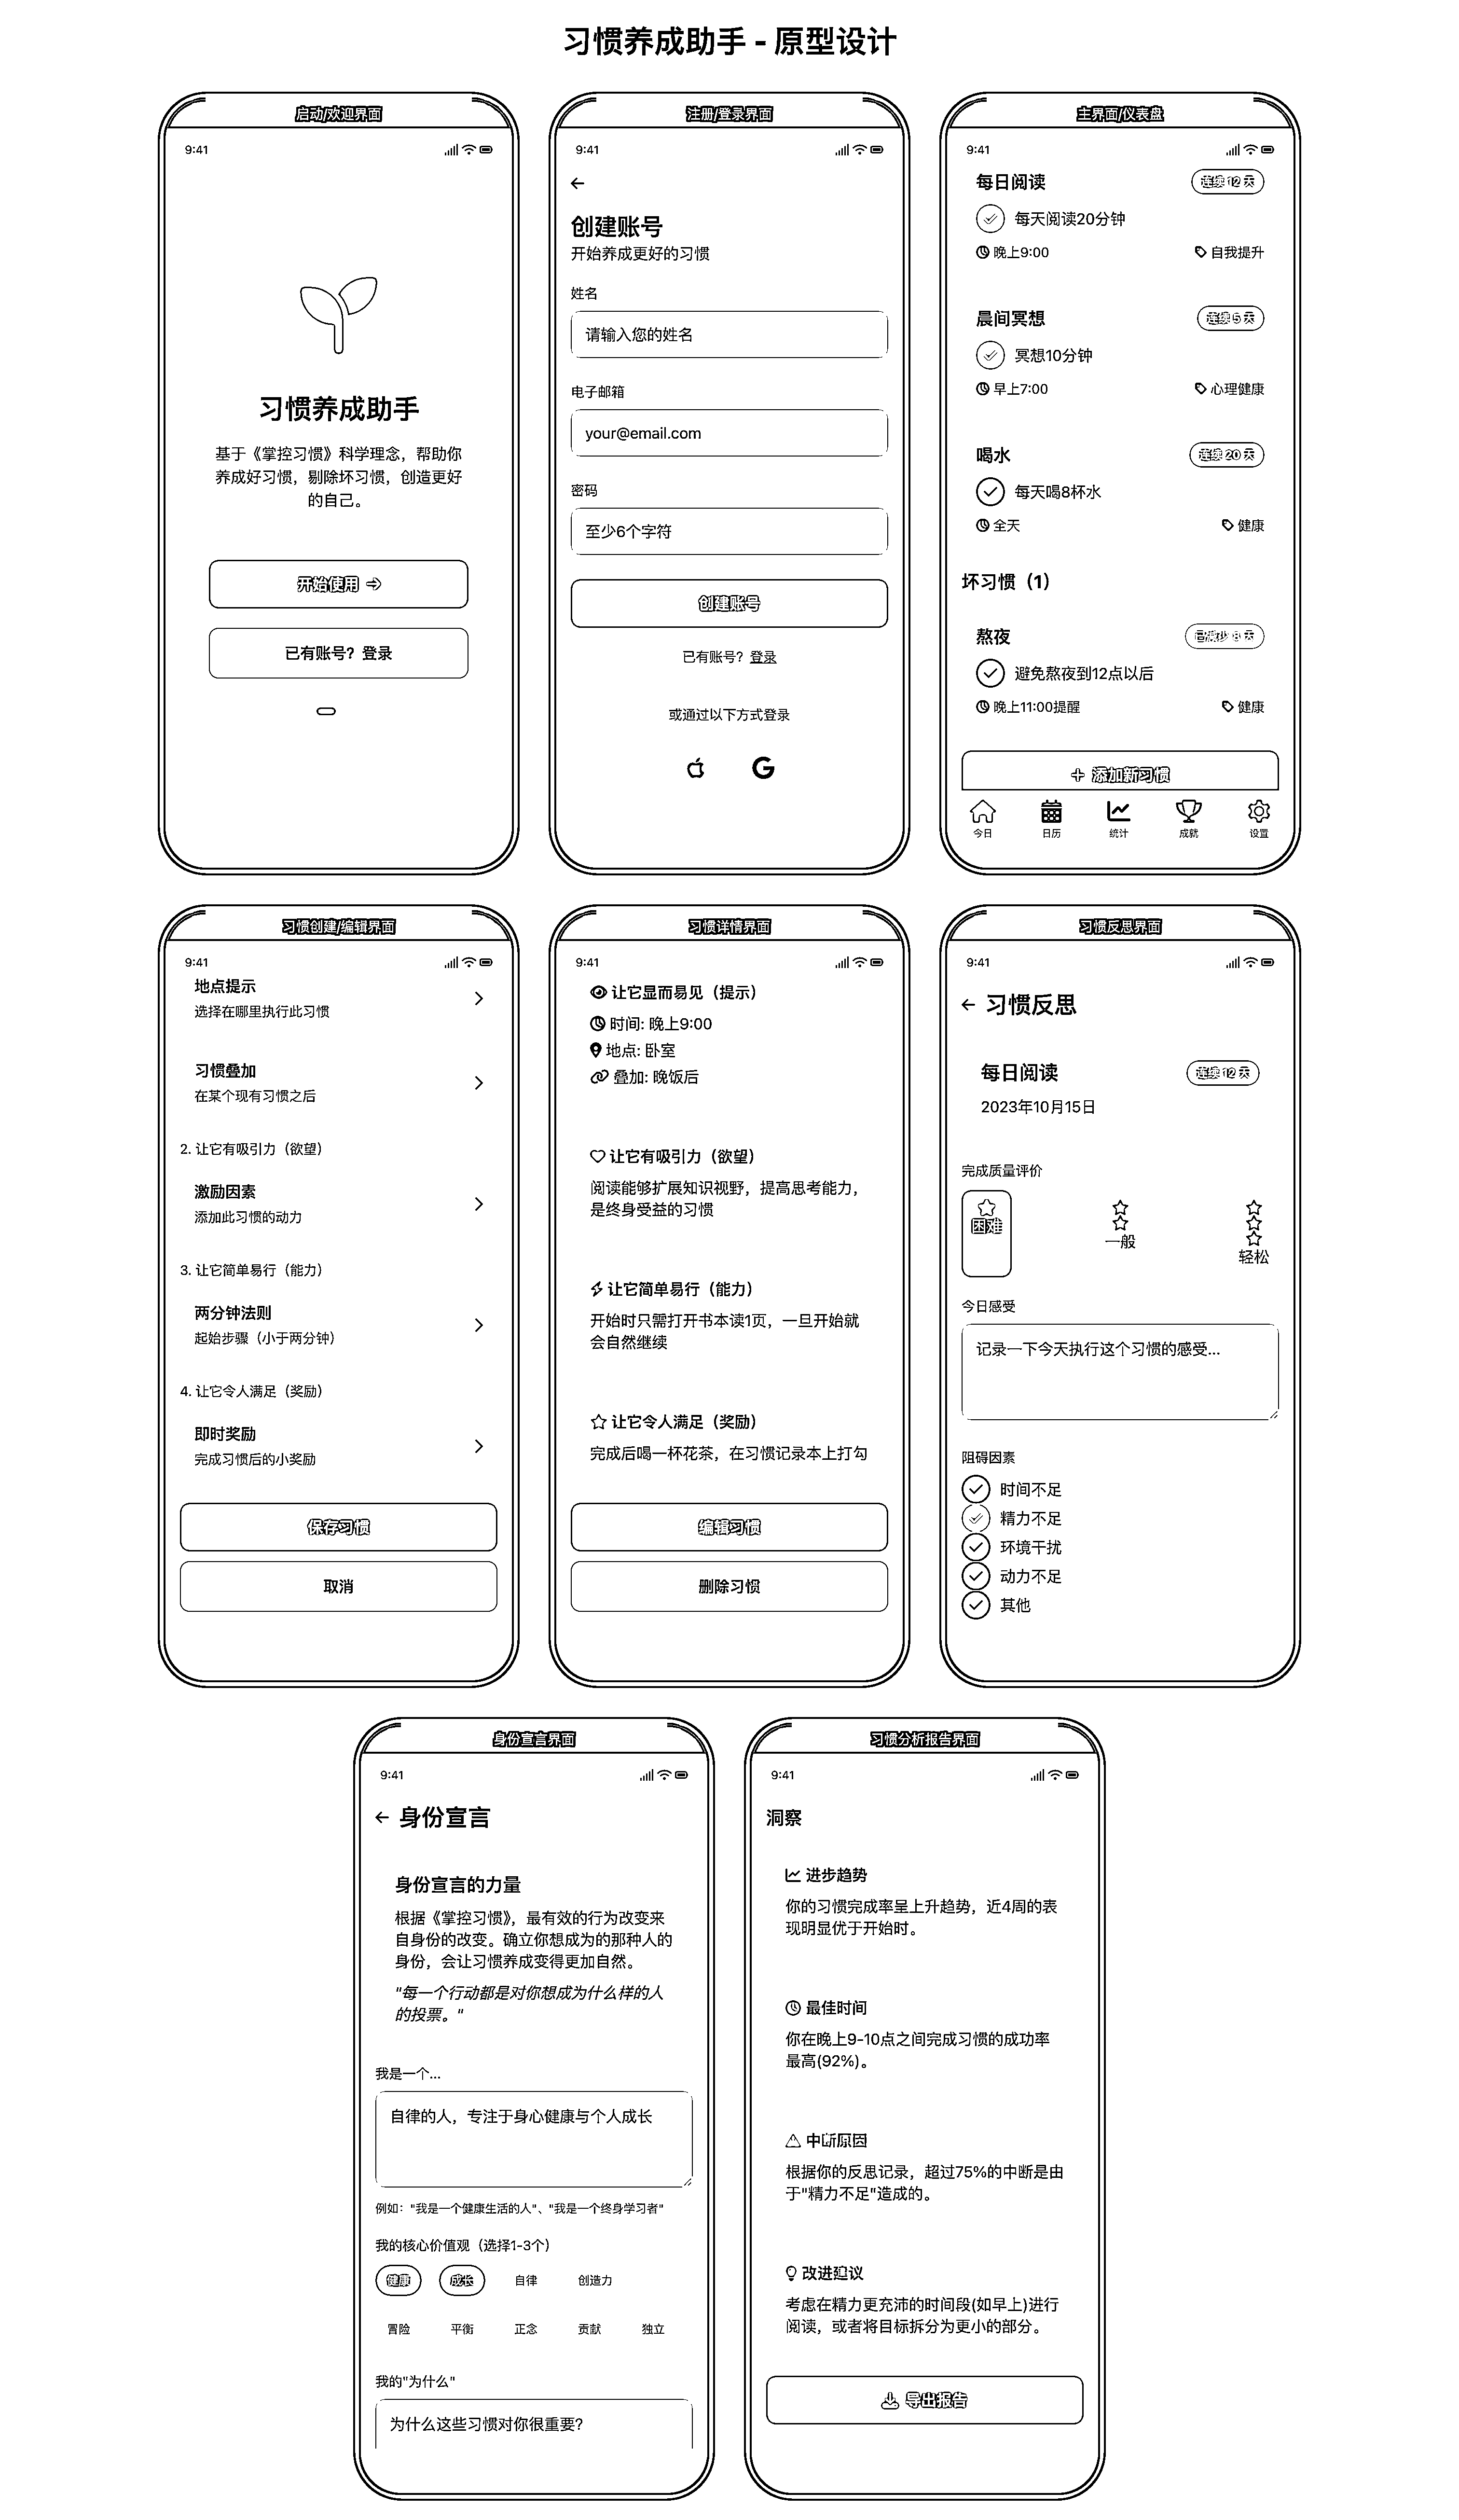 习惯养成助手 - 原型设计
启动/欢迎界面
9:41
习惯养成助手
基于《掌控习惯》科学理念，帮助你
养成好习惯，剔除坏习惯，创造更好
的自己。
开始使用
已有账号？登录
注册/登录界面
9:41
创建账号
开始养成更好的习惯
姓名
请输入您的姓名
电子邮箱
your@email.com
密码
至少6个字符
创建账号
已有账号？登录
或通过以下方式登录
主界面/仪表盘
9:41
每日阅读
连续12天
每天阅读20分钟
晚上9:00
自我提升
晨间冥想
连续5天
冥想10分钟
早上7:00
心理健康
喝水
连续20天
每天喝8杯水
全天
健康
坏习惯（1）
熬夜
已减少8天
避免熬夜到12点以后
晚上11:00提醒
健康
+ 添加新习惯
今日
日历
统计
成就
设置
习惯创建/编辑界面
9:41
地点提示
选择在哪里执行此习惯
习惯叠加
在某个现有习惯之后
2. 让它有吸引力（欲望）
激励因素
添加此习惯的动力
3. 让它简单易行（能力）
两分钟法则
起始步骤（小于两分钟）
4. 让它令人满足（奖励）
即时奖励
完成习惯后的小奖励
保存习惯
取消
习惯详情界面
9:41
让它显而易见（提示）
时间: 晚上9:00
地点: 卧室
叠加: 晚饭后
让它有吸引力（欲望）
阅读能够扩展知识视野，提高思考能力，
是终身受益的习惯
让它简单易行（能力）
开始时只需打开书本读1页，一旦开始就
会自然继续
让它令人满足（奖励）
完成后喝一杯花茶，在习惯记录本上打勾
编辑习惯
删除习惯
习惯反思界面
9:41
习惯反思
每日阅读
连续12天
2023年10月15日
完成质量评价
困难
一般
轻松
今日感受
记录一下今天执行这个习惯的感受...
阻碍因素
时间不足
精力不足
环境干扰
动力不足
其他
身份宣言界面
9:41
身份宣言
身份宣言的力量
根据《掌控习惯》，最有效的行为改变来
自身份的改变。确立你想成为的那种人的
身份，会让习惯养成变得更加自然。
"每一个行动都是对你想成为什么样的人
的投票。"
我是一个...
自律的人，专注于身心健康与个人成长
例如："我是一个健康生活的人"、"我是一个终身学习者"
我的核心价值观（选择1-3个）
健康
成长
自律
创造力
冒险
平衡
正念
贡献
独立
我的"为什么"
为什么这些习惯对你很重要?
习惯分析报告界面
9:41
洞察
进步趋势
你的习惯完成率呈上升趋势，近4周的表
现明显优于开始时。
最佳时间
你在晚上9-10点之间完成习惯的成功率
最高(92%)。
中断原因
根据你的反思记录，超过75%的中断是由
于"精力不足"造成的。
改进建议
考虑在精力更充沛的时间段(如早上)进行
阅读，或者将目标拆分为更小的部分。
导出报告